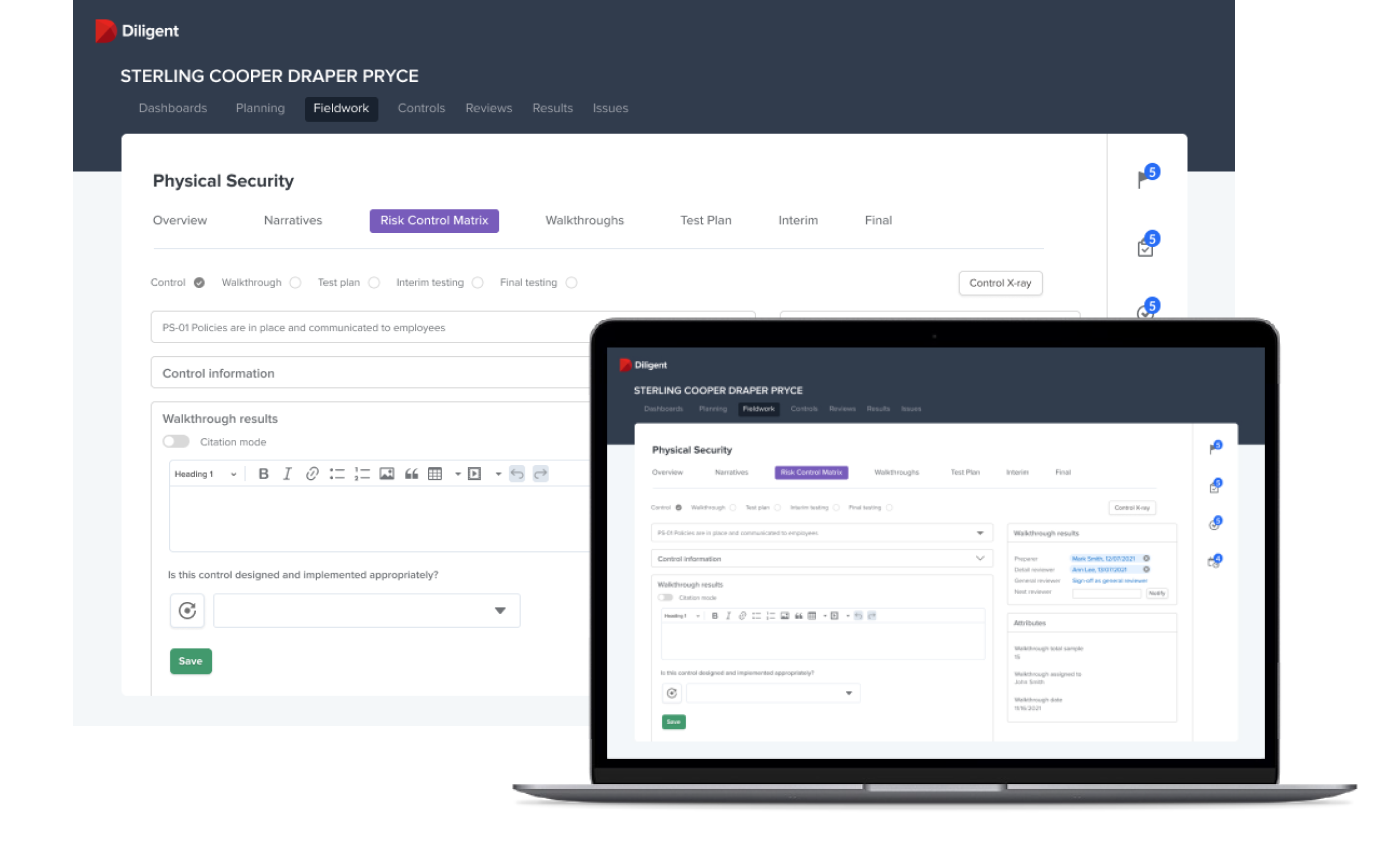 Diligent
STERLING COOPER DRAPER PRYCE
Dashboards Planning Fieldwork Controls Reviews Results Issues
Physical Security
5
Overview Narratives Risk Control Matrix Walkthroughs Test Plan Interim Final
5
Control Walkthrough Test plan Interim testing Final testing Control X-ray
5
PS-01 Policies are in place and communicated to employees
Control information
Walkthrough results
Citation mode
Heading 1 B I
Is this control designed and implemented appropriately?
Save
Diligent
STERLING COOPER DRAPER PRYCE
Dashboards Planning Fieldwork Controls Reviews Results Issues
Physical Security
5
Overview Narratives Risk Control Matrix Walkthroughs Test Plan Interim Final
5
Control Walkthrough Test plan Interim testing Final testing Control X-ray
5
PS-01 Policies are in place and communicated to employees
Walkthrough results
Control information
Preparer Mark Smith, 12/07/2021
4
Detail reviewer Ann Lee, 13/07/2021
General reviewer Sign off as general reviewer
Next reviewer Notify
Walkthrough results
Citation mode
Heading 1 B I
Attributes
Walkthrough total sample
15
Is this control designed and implemented appropriately?
Walkthrough assigned to
John Smith
Walkthrough date
11/16/2021
Save